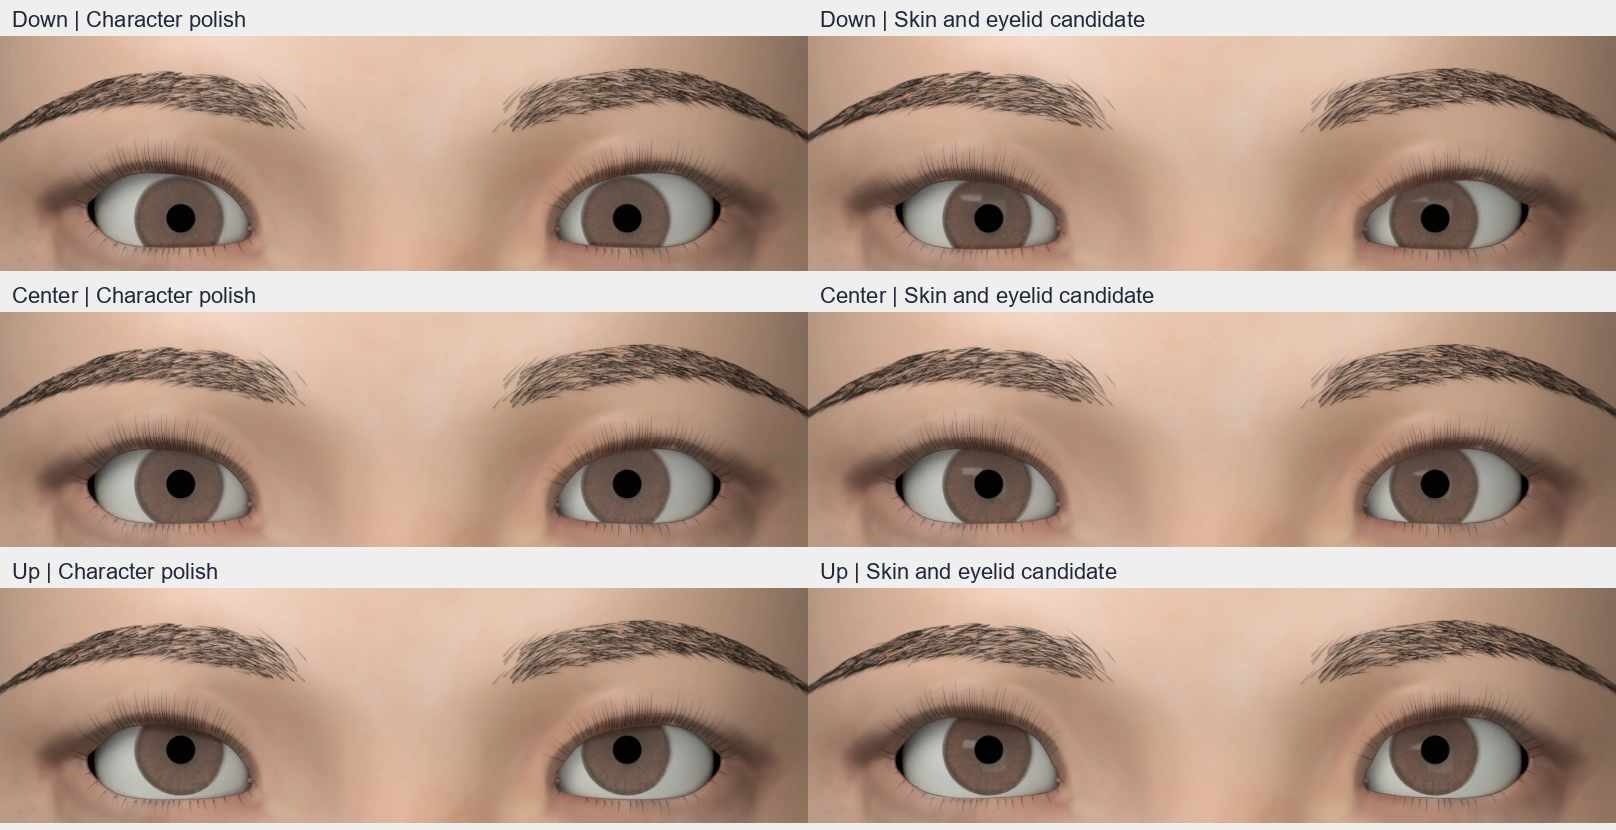 Down | Character polish
Down | Skin and eyelid candidate
Center | Character polish
Center | Skin and eyelid candidate
Up | Character polish
Up | Skin and eyelid candidate